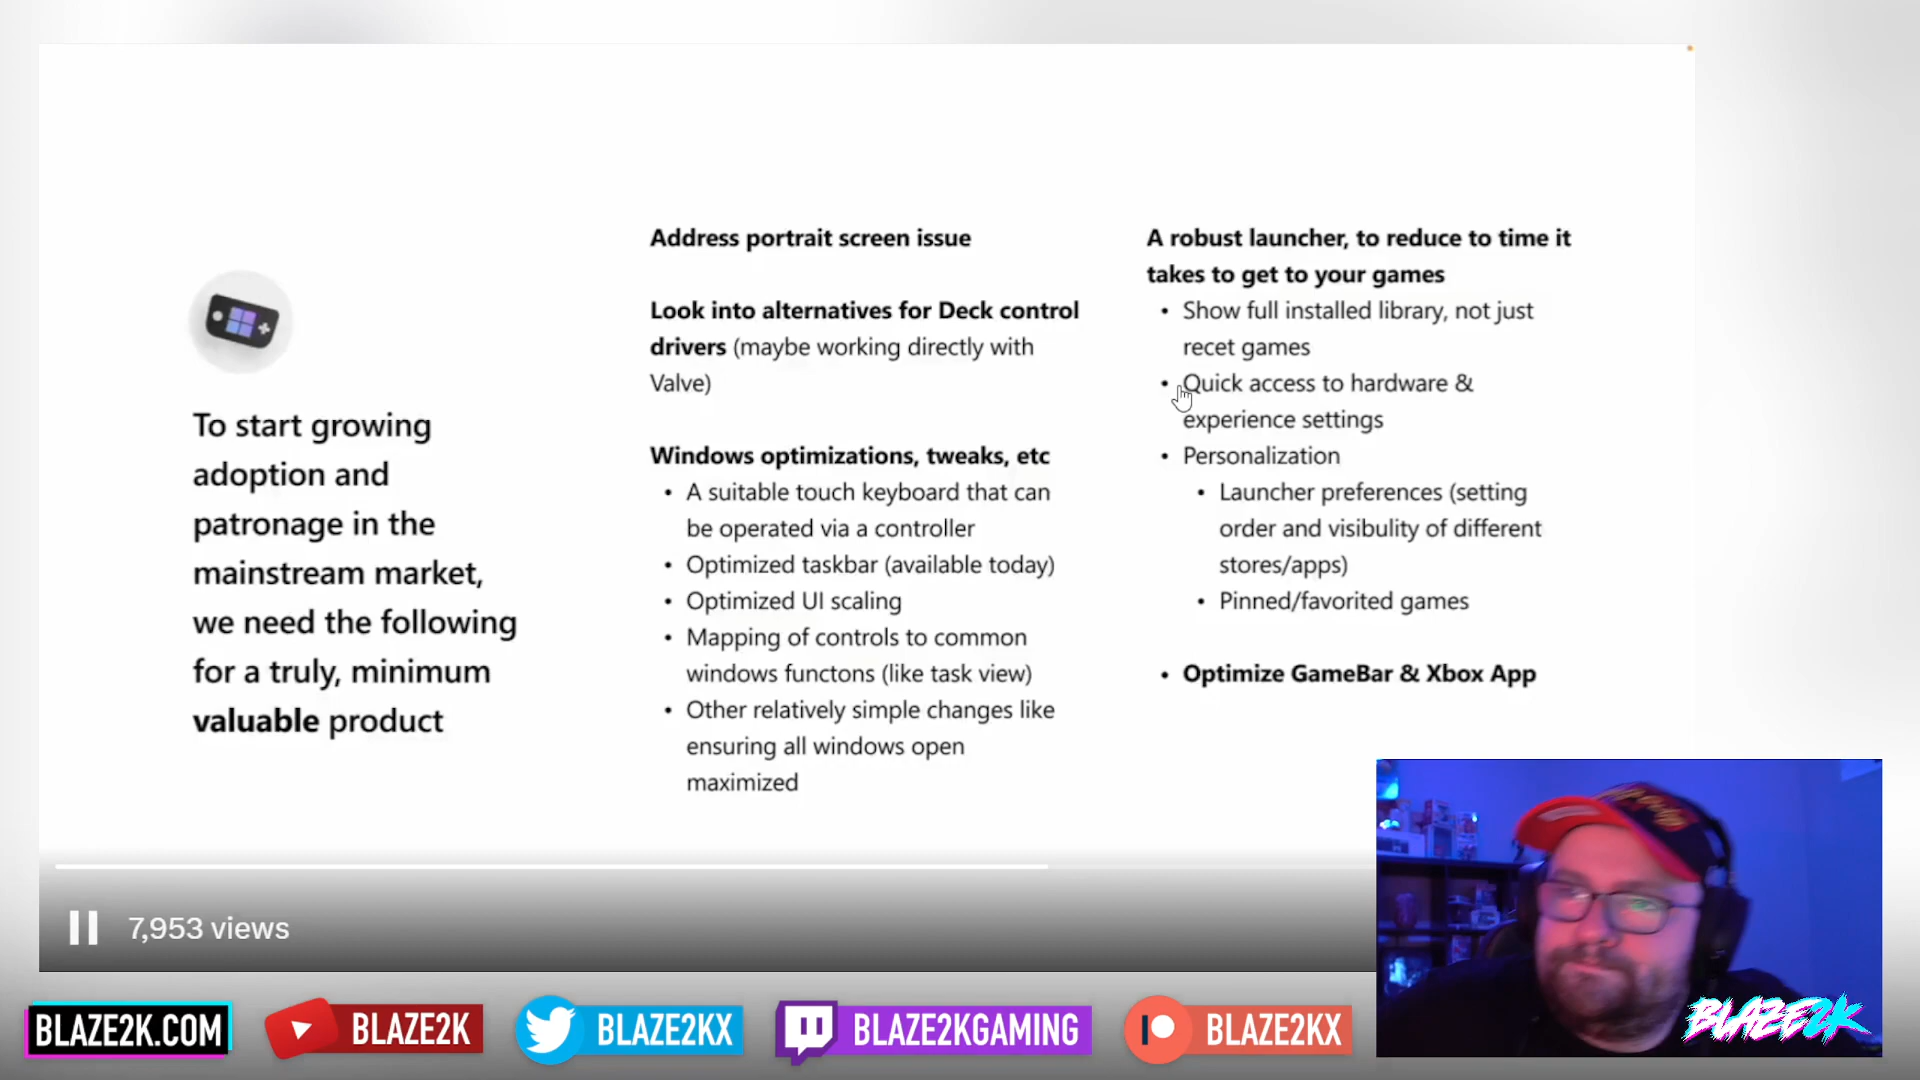 To start growing
adoption and
patronage in the
mainstream market,
we need the following
for a truly, minimum
valuable product
Address portrait screen issue
Look into alternatives for Deck control
drivers (maybe working directly with
Valve)
Windows optimizations, tweaks, etc
• A suitable touch keyboard that can
be operated via a controller
• Optimized taskbar (available today)
• Optimized UI scaling
• Mapping of controls to common
windows functons (like task view)
• Other relatively simple changes like
ensuring all windows open
maximized
A robust launcher, to reduce to time it
takes to get to your games
• Show full installed library, not just
recet games
• Quick access to hardware &
experience settings
• Personalization
• Launcher preferences (setting
order and visibulity of different
stores/apps)
• Pinned/favorited games
• Optimize GameBar & Xbox App
7,953 views
BLAZE2K
BLAZE2K.COM
BLAZE2K
BLAZE2KX
BLAZE2KGAMING
BLAZE2KX